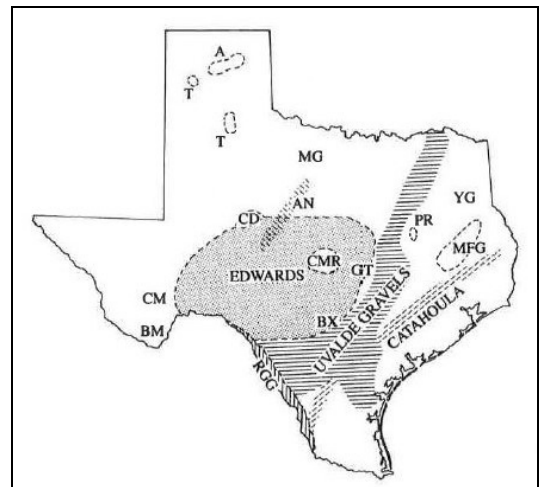 A
T
T
MG
YG
AN
CD
PR
MFG
CMR
EDWARDS
GT
CM
BM
BX
UVALDE GRAVELS
CATAHOULA
RGG